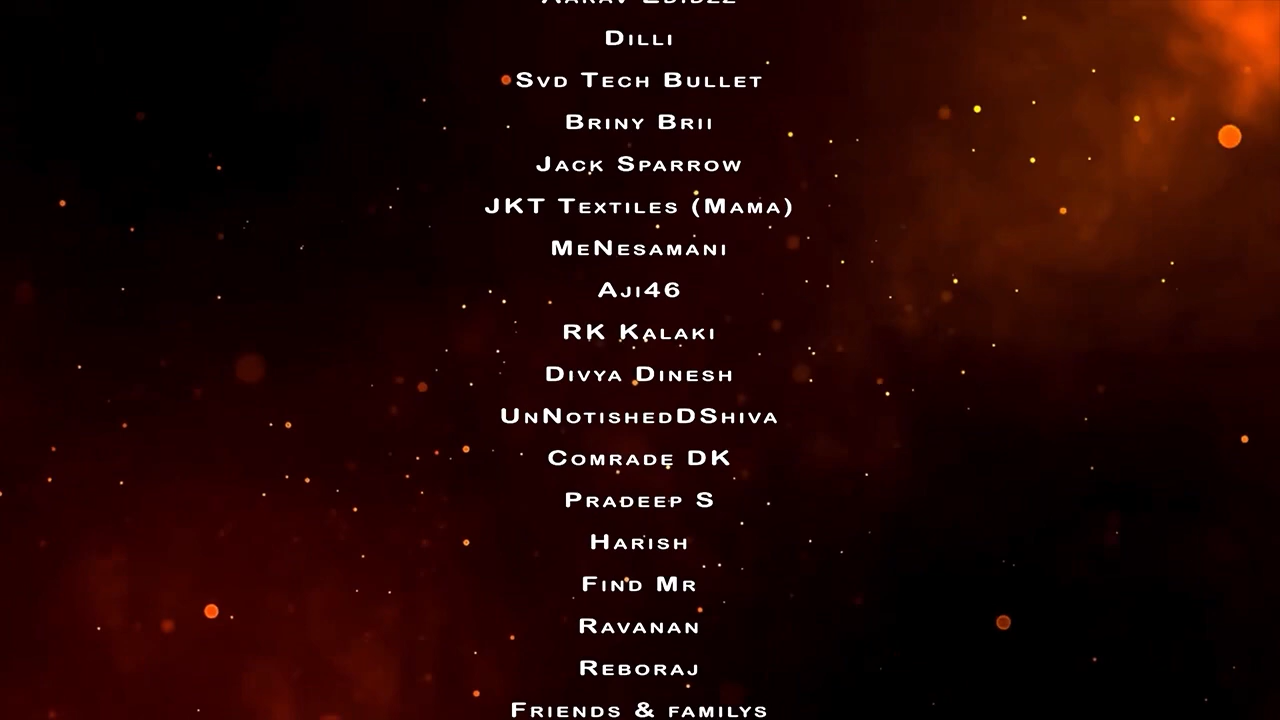 Dilli
Svd Tech Bullet
Briny Brii
Jack Sparrow
JKT Textiles (Mama)
MeNesamani
Aji46
RK Kalaki
Divya Dinesh
UnNotishedDShiva
Comrade DK
Pradeep S
Harish
Find Mr
Ravanan
Reboraj
Friends & familys